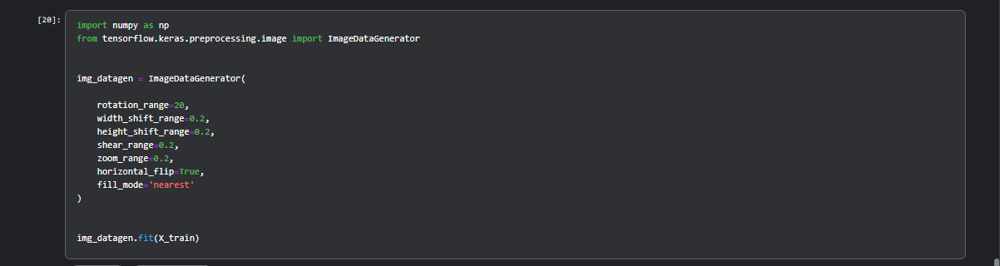 [20]:
import numpy as np
from tensorflow.keras.preprocessing.image import ImageDataGenerator
img_datagen = ImageDataGenerator(
rotation_range=20,
width_shift_range=0.2,
height_shift_range=0.2,
shear_range=0.2,
zoom_range=0.2,
horizontal_flip=True,
fill_mode='nearest'
)
img_datagen.fit(X_train)